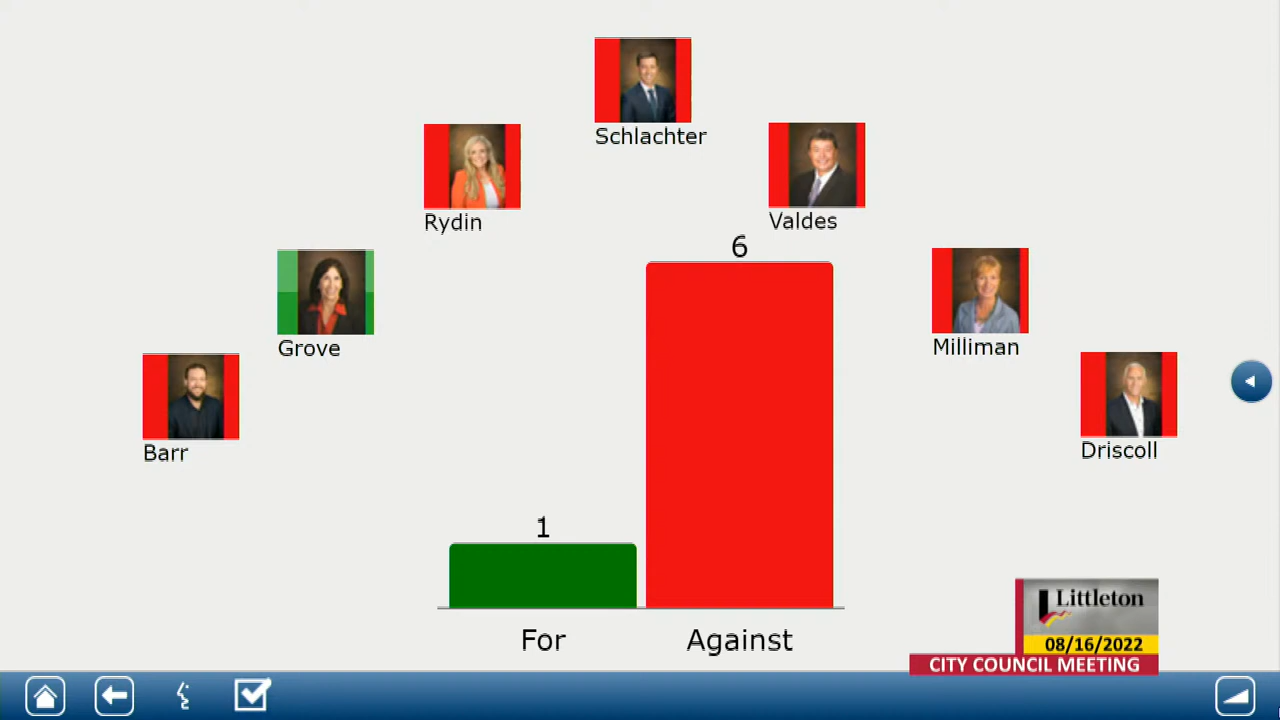 Schlachter
Rydin
Valdes
6
Grove
Milliman
Barr
Driscoll
1
For
Against
Littleton
08/16/2022
CITY COUNCIL MEETING